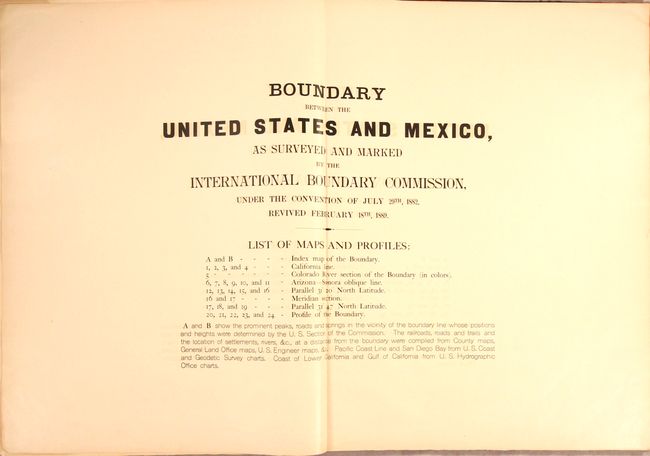 BOUNDARY
BETWEEN THE
UNITED STATES AND MEXICO,
AS SURVEYED AND MARKED
BY THE
INTERNATIONAL BOUNDARY COMMISSION,
UNDER THE CONVENTION OF JULY 29TH, 1882,
REVIVED FEBRUARY 18TH, 1889.
LIST OF MAPS AND PROFILES:
A and B - - - - Index map of the Boundary.
1, 2, 3, and 4 - - - California line.
5 - - - - - - Colorado River section of the Boundary (in colors).
6, 7, 8, 9, 10, and 11 - Arizona-Sonora oblique line.
12, 13, 14, 15, and 16 - Parallel 31 20 North Latitude.
16 and 17 - - - - Meridian section.
17, 18, and 19 - - - Parallel 31 47 North Latitude.
20, 21, 22, 23, and 24 - Profile of the Boundary.
A and B show the prominent peaks, roads and springs in the vicinity of the boundary line whose positions
and heights were determined by the U. S. Section of the Commission. The railroads, roads and trails and
the location of settlements, rivers, &c., at a distance from the boundary were compiled from County maps,
General Land Office maps, U. S. Engineer maps, &c. Pacific Coast Line and San Diego Bay from U. S. Coast
and Geodetic Survey charts. Coast of Lower California and Gulf of California from U. S. Hydrographic
Office charts.